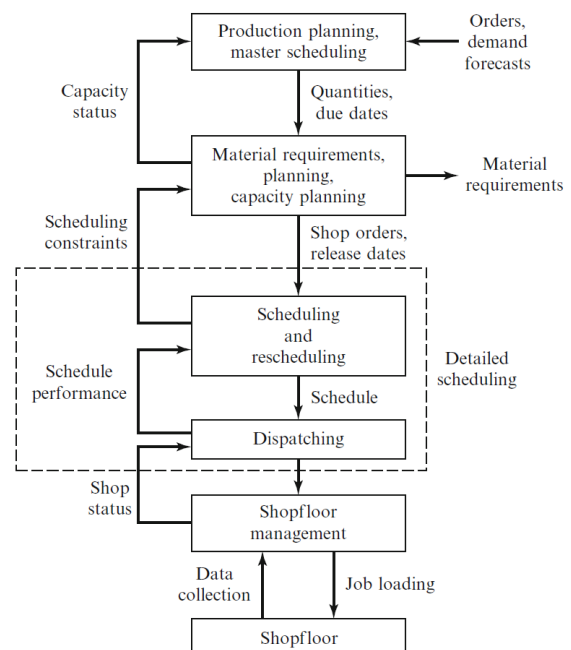 Production planning,
master scheduling
Orders,
demand
forecasts
Capacity
status
Quantities,
due dates
Material requirements,
planning,
capacity planning
Material
requirements
Scheduling
constraints
Shop orders,
release dates
Scheduling
and
rescheduling
Detailed
scheduling
Schedule
performance
Schedule
Dispatching
Shop
status
Shopfloor
management
Data
collection
Job loading
Shopfloor